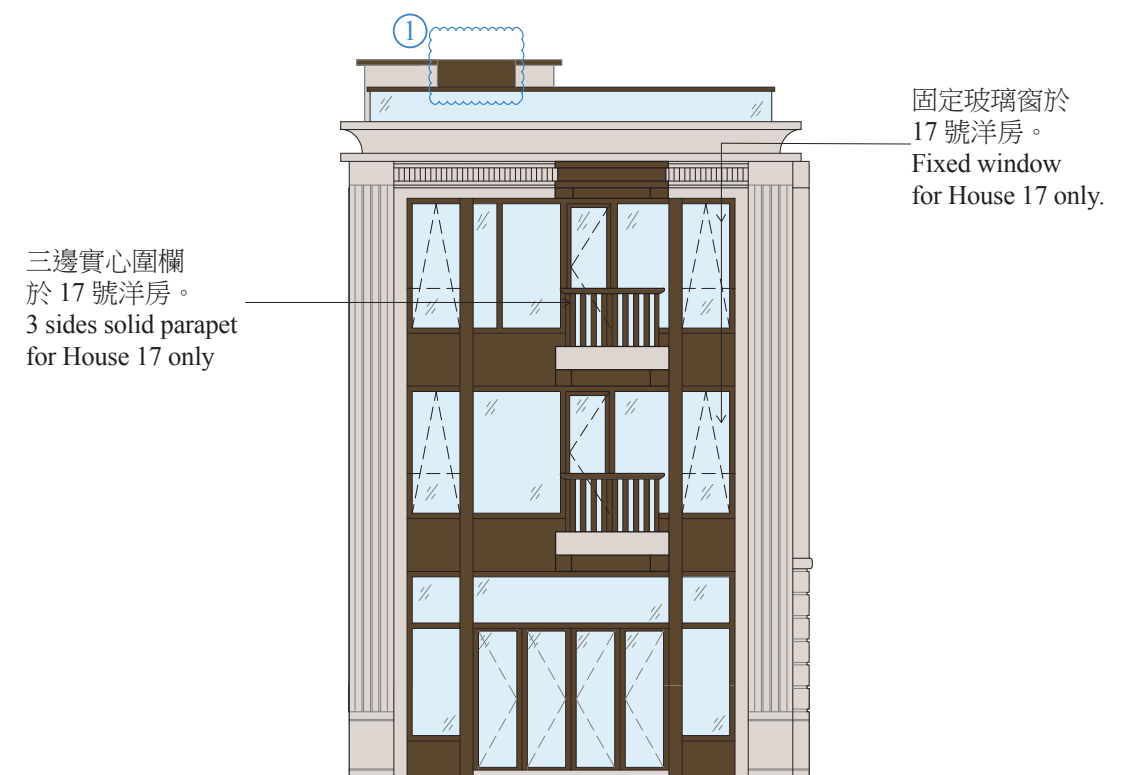 1
固定玻璃窗於
17 號洋房。
Fixed window
for House 17 only.
三邊實心圍欄
於 17 號洋房。
3 sides solid parapet
for House 17 only